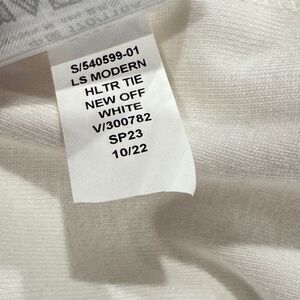 S/540599-01
LS MODERN
HLTR TIE
NEW OFF
WHITE
V/300782
SP23
10/22